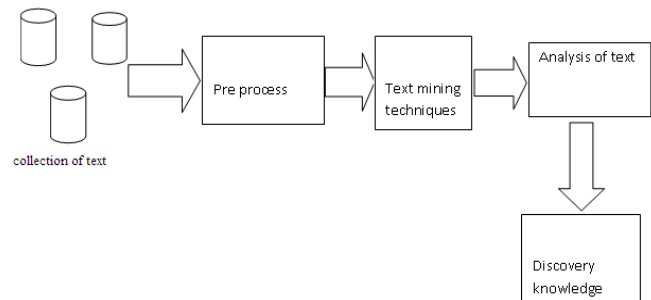 collection of text
Pre process
Text mining
techniques
Analysis of text
Discovery
knowledge